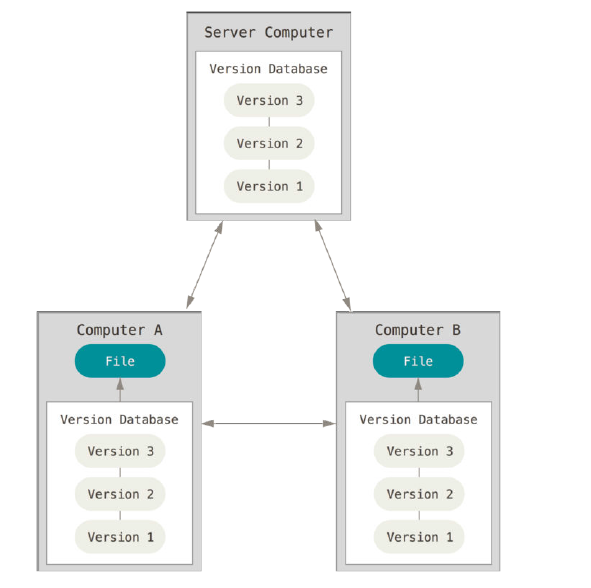 Server Computer
Version Database
Version 3
Version 2
Version 1
Computer A
File
Version Database
Version 3
Version 2
Version 1
Computer B
File
Version Database
Version 3
Version 2
Version 1